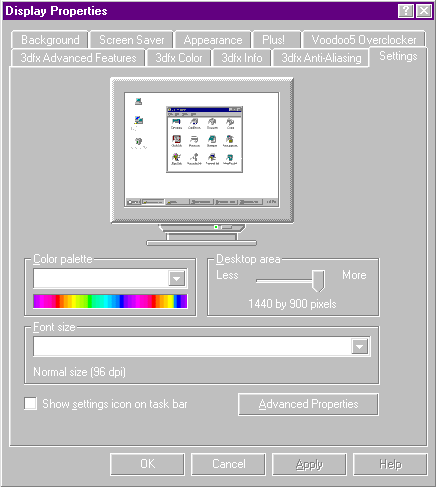 Display Properties
Background Screen Saver Appearance Plus! Voodoo5 Overclocker
3dfx Advanced Features 3dfx Color 3dfx Info 3dfx Anti-Aliasing Settings
Color palette
Desktop area
Less More
1440 by 900 pixels
Font size
Normal size (96 dpi)
Show settings icon on task bar
Advanced Properties
OK Cancel Apply Help